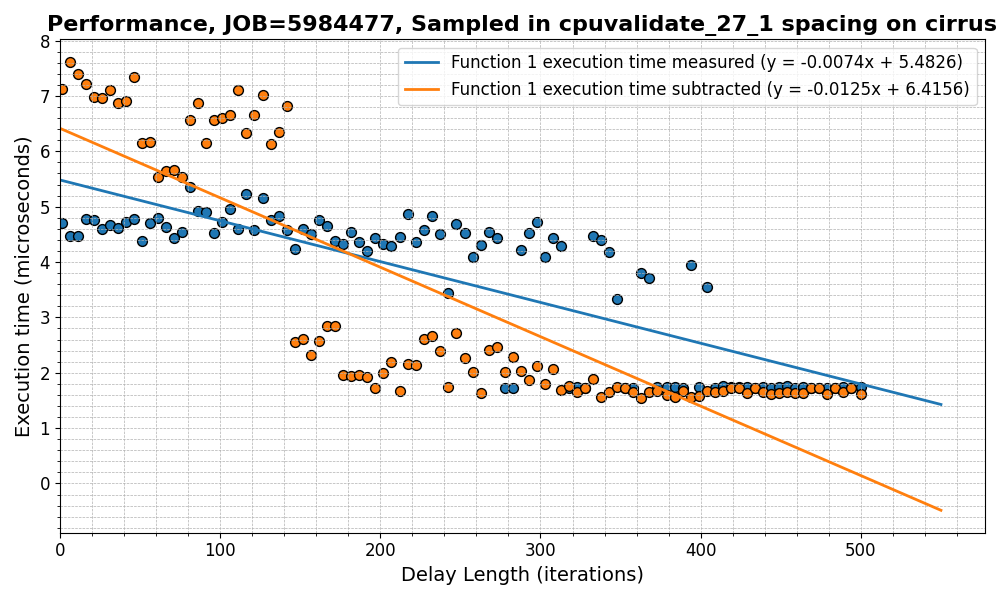 Performance, JOB=5984477, Sampled in cpuvalidate_27_1 spacing on cirrus
Function 1 execution time measured (y = -0.0074x + 5.4826)
Function 1 execution time subtracted (y = -0.0125x + 6.4156)
Execution time (microseconds)
8
7
6
5
4
3
2
1
0
0
0 100 200 300 400 500
Delay Length (iterations)